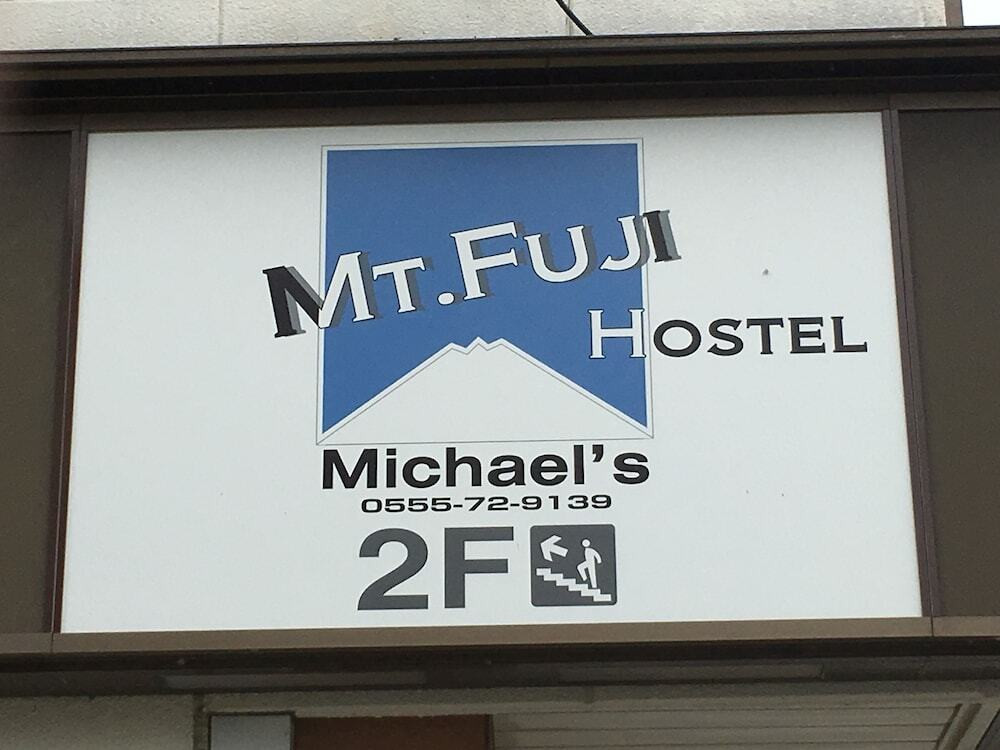 Mt.Fuji
Hostel
Michael's
0555-72-9139
2F